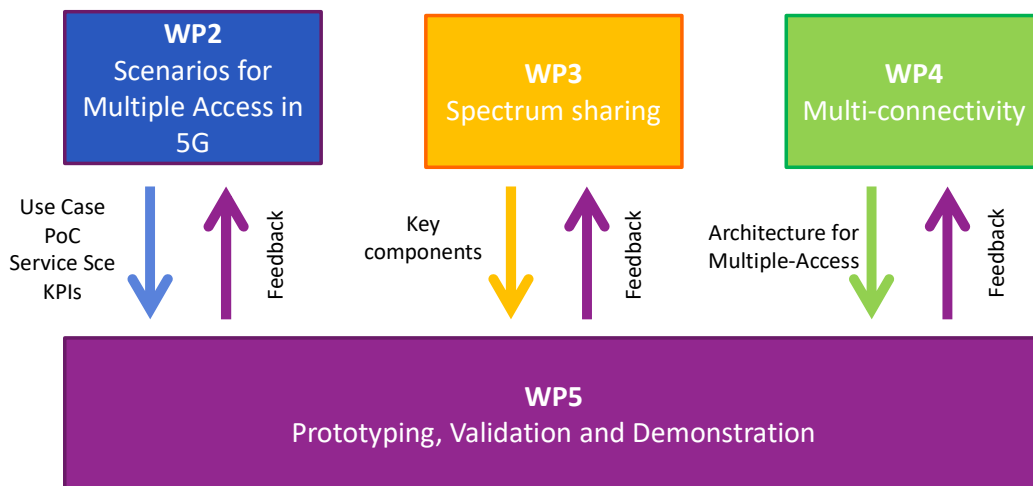 WP2
Scenarios for
Multiple Access in
5G
WP3
Spectrum sharing
WP4
Multi-connectivity
Use Case
PoC
Service Sce
KPIs
Feedback
Key
components
Feedback
Architecture for
Multiple-Access
Feedback
WP5
Prototyping, Validation and Demonstration